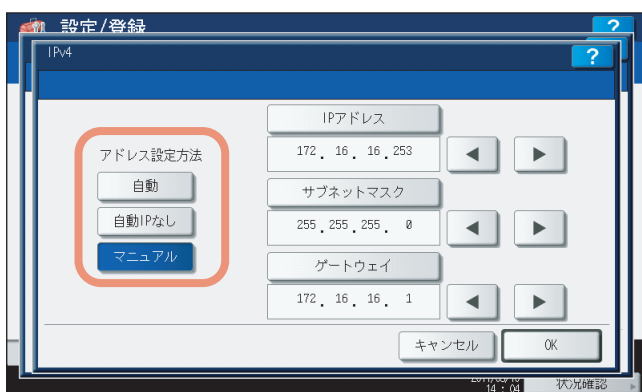 設定/登録
?
IPv4
?
アドレス設定方法
自動
自動IPなし
マニュアル
IPアドレス
172. 16. 16.253
サブネットマスク
255.255.255. 0
ゲートウェイ
172. 16. 16. 1
キャンセル
OK
14 : 04
状況確認